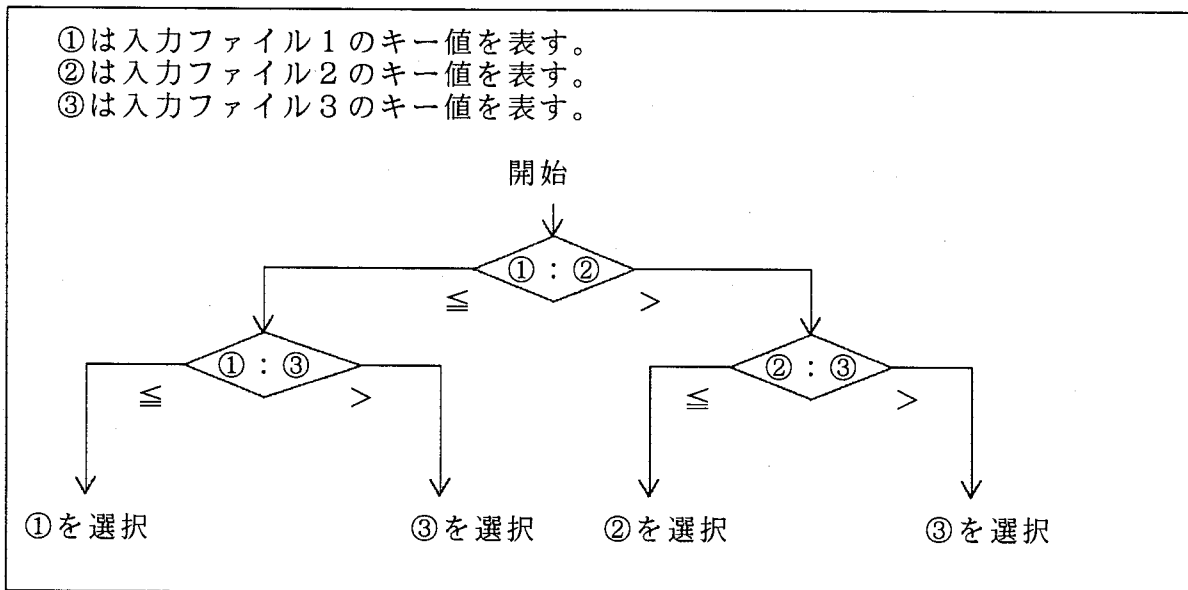 ①は入力ファイル1のキー値を表す。
②は入力ファイル2のキー値を表す。
③は入力ファイル3のキー値を表す。
開始
①:②
≦ >
①:③ ②:③
≦ > ≦ >
①を選択 ③を選択 ②を選択 ③を選択